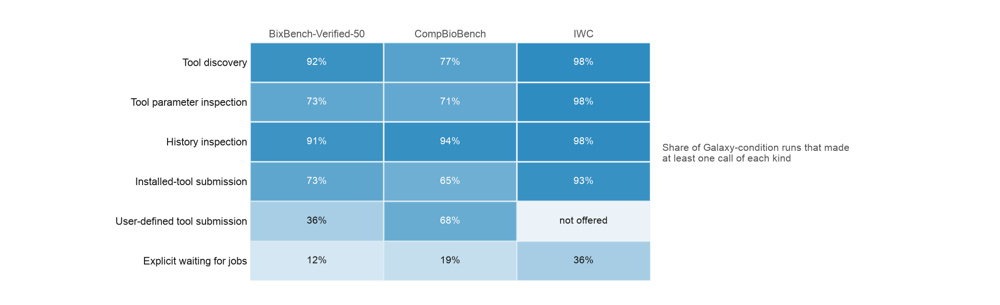 BixBench-Verified-50 CompBioBench IWC
Tool discovery 92% 77% 98%
Tool parameter inspection 73% 71% 98%
History inspection 91% 94% 98%
Share of Galaxy-condition runs that made
at least one call of each kind
Installed-tool submission 73% 65% 93%
User-defined tool submission 36% 68% not offered
Explicit waiting for jobs 12% 19% 36%